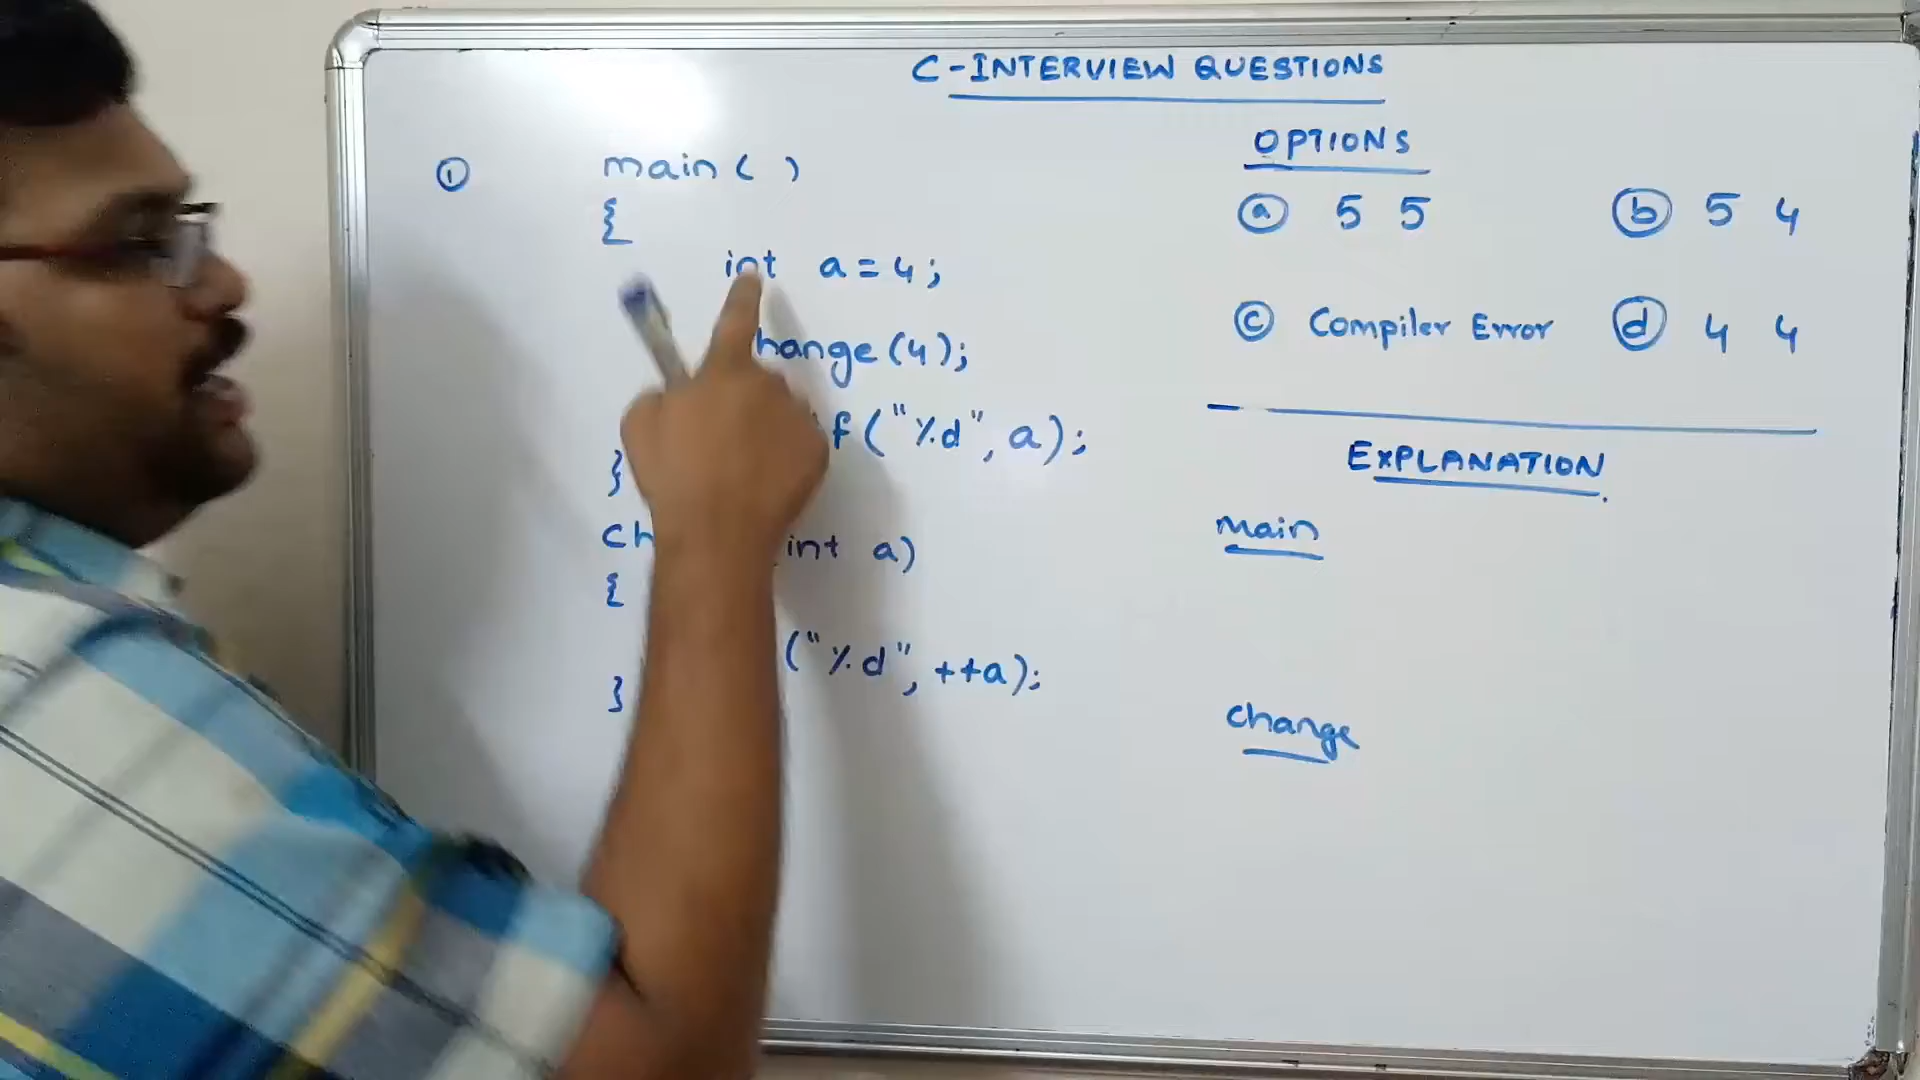 C-INTERVIEW QUESTIONS
① main( )
{
int a=4;
hange(4);
f("%d", a);
}
ch int a)
{
("%d", ++a);
}
OPTIONS
ⓐ 5 5 ⓑ 5 4
ⓒ Compiler Error ⓓ 4 4
EXPLANATION
main
change